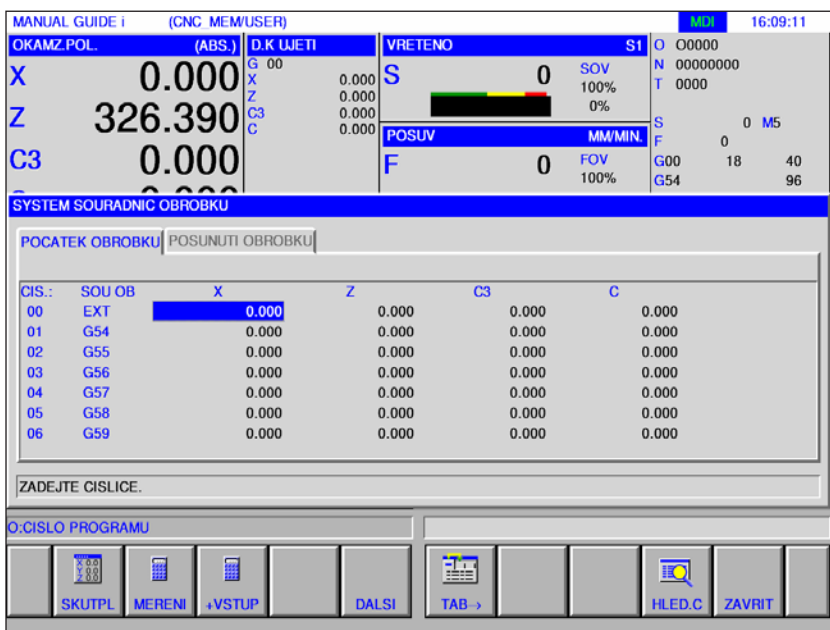 MANUAL GUIDE i (CNC_MEM/USER) MDI 16:09:11
OKAMZ.POL. (ABS.)
X 0.000
Z 326.390
C3 0.000
D.K UJETI
G 00
X 0.000
Z 0.000
C3 0.000
C 0.000
VRETENO S1
S 0 SOV
100%
0%
POSUV MM/MIN.
F 0 FOV
100%
O O0000
N 00000000
T 0000
S 0 M5
F 0
G00 18 40
G54 96
SYSTEM SOURADNIC OBROBKU
POCATEK OBROBKU POSUNUTI OBROBKU
CIS.: SOU OB X Z C3 C
00 EXT 0.000 0.000 0.000 0.000
01 G54 0.000 0.000 0.000 0.000
02 G55 0.000 0.000 0.000 0.000
03 G56 0.000 0.000 0.000 0.000
04 G57 0.000 0.000 0.000 0.000
05 G58 0.000 0.000 0.000 0.000
06 G59 0.000 0.000 0.000 0.000
ZADEJTE CISLICE.
O:CISLO PROGRAMU
SKUTPL MERENI +VSTUP DALSI TAB→ HLED.C ZAVRIT